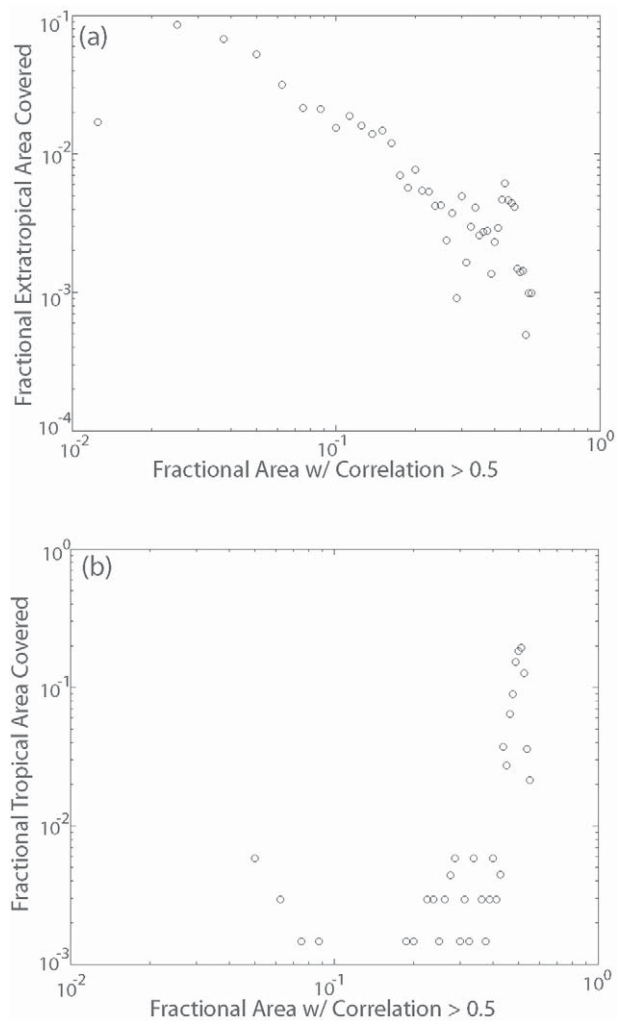 (a)
Fractional Extratropical Area Covered
10^-1
10^-2
10^-3
10^-4
10^-2
10^-1
10^0
Fractional Area w/ Correlation > 0.5
(b)
Fractional Tropical Area Covered
10^0
10^-1
10^-2
10^-3
10^-2
10^-1
10^0
Fractional Area w/ Correlation > 0.5